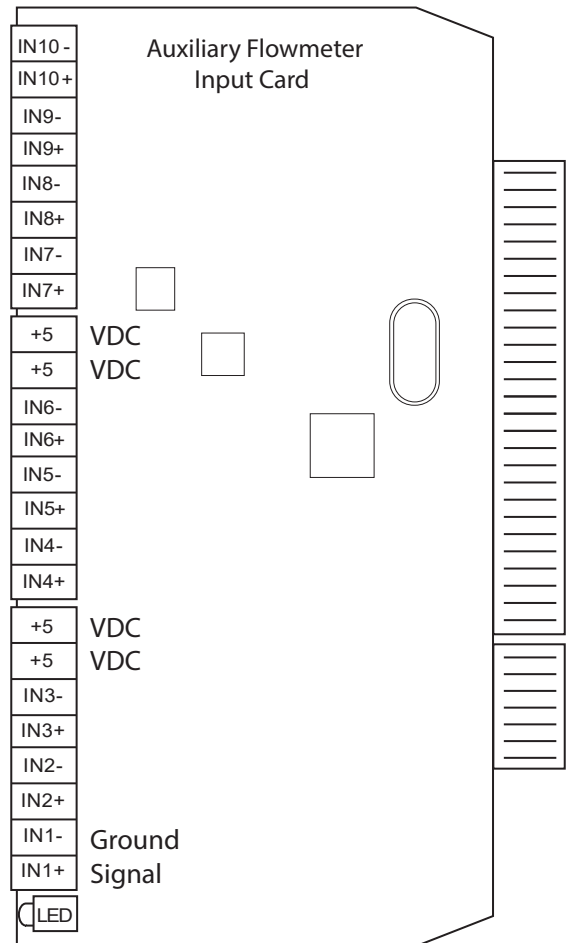 Auxiliary Flowmeter
Input Card
IN10 -
IN10 +
IN9-
IN9+
IN8-
IN8+
IN7-
IN7+
+5 VDC
+5 VDC
IN6-
IN6+
IN5-
IN5+
IN4-
IN4+
+5 VDC
+5 VDC
IN3-
IN3+
IN2-
IN2+
IN1- Ground
IN1+ Signal
LED